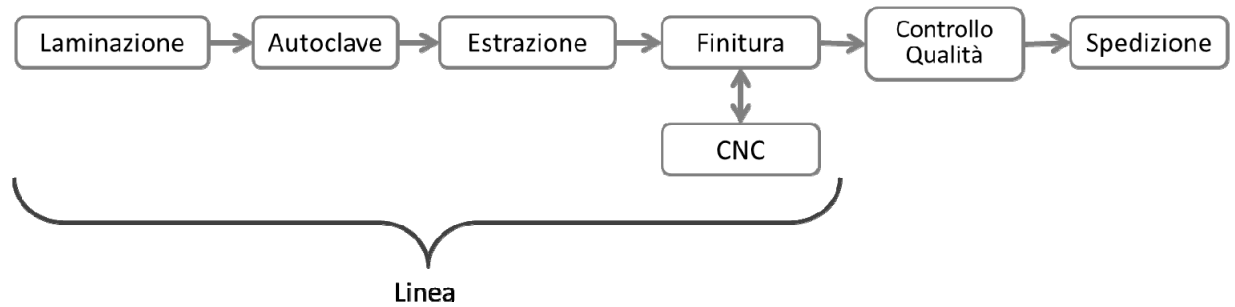 Laminazione
Autoclave
Estrazione
Finitura
Controllo
Qualità
Spedizione
CNC
Linea